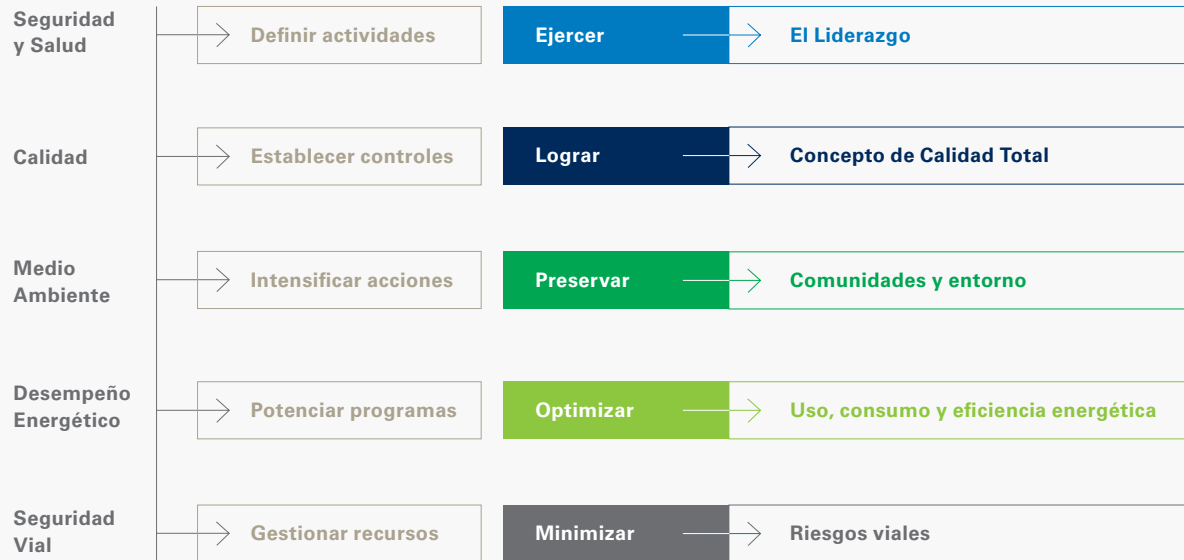 Seguridad
y Salud
Definir actividades
Ejercer
El Liderazgo
Calidad
Establecer controles
Lograr
Concepto de Calidad Total
Medio
Ambiente
Intensificar acciones
Preservar
Comunidades y entorno
Desempeño
Energético
Potenciar programas
Optimizar
Uso, consumo y eficiencia energética
Seguridad
Vial
Gestionar recursos
Minimizar
Riesgos viales